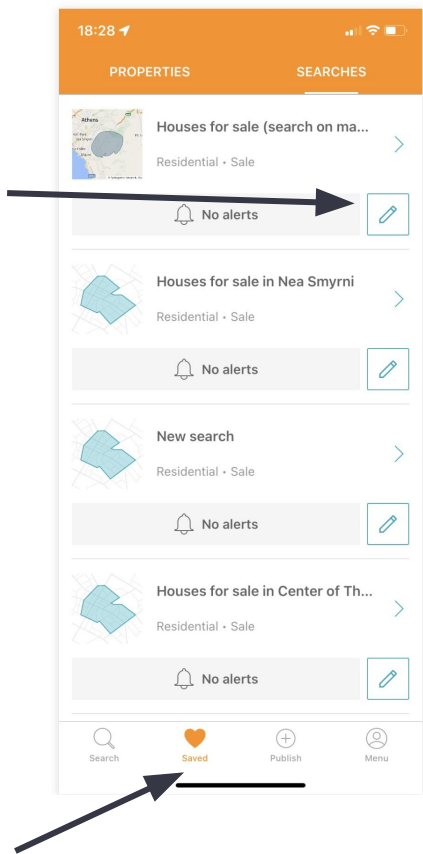 18:28
PROPERTIES SEARCHES
Athens
Houses for sale (search on ma...
Residential • Sale
No alerts
Houses for sale in Nea Smyrni
Residential • Sale
No alerts
New search
Residential • Sale
No alerts
Houses for sale in Center of Th...
Residential • Sale
No alerts
Search Saved Publish Menu